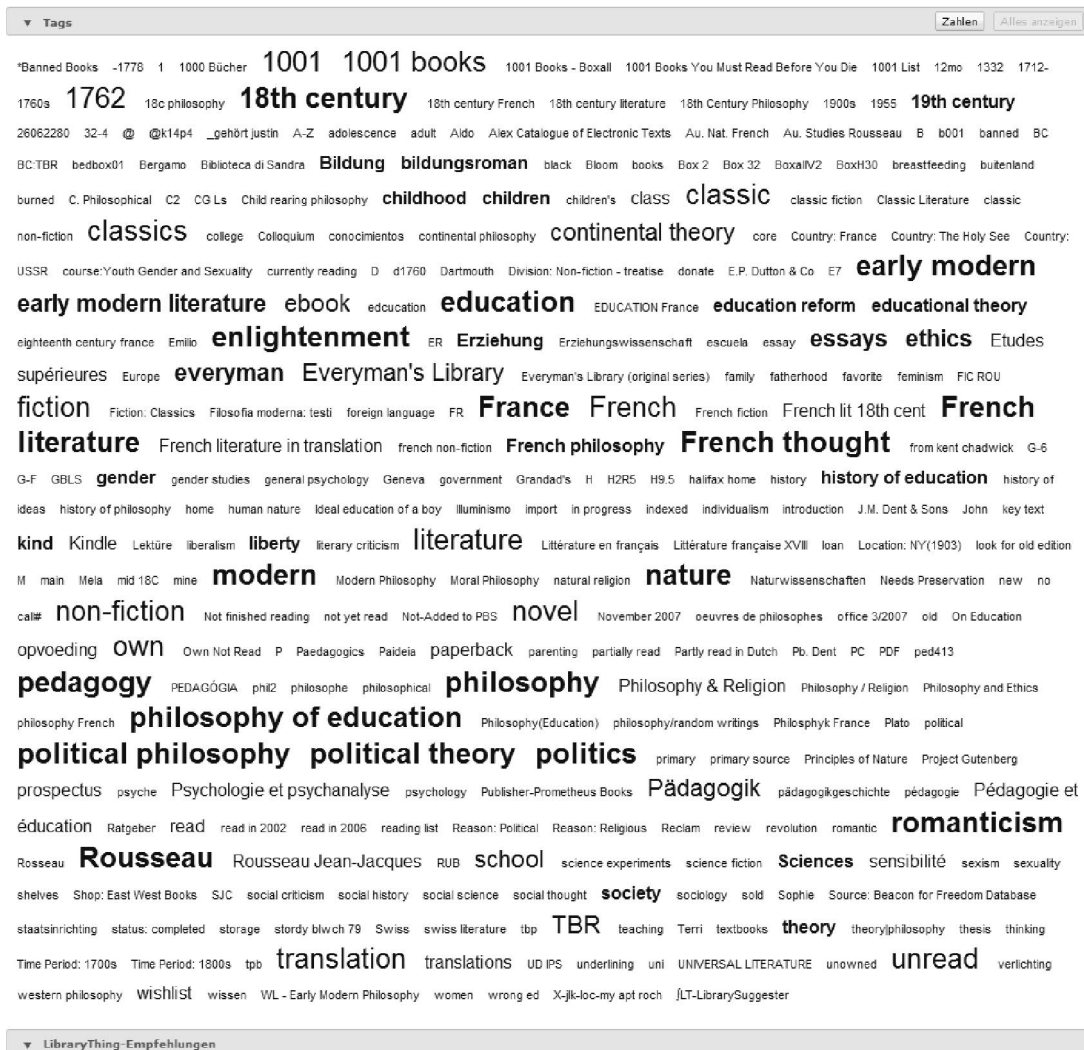 ▼ Tags Zahlen Alles anzeigen
*Banned Books -1778 1 1000 Bücher 1001 1001 books 1001 Books - Boxall 1001 Books You Must Read Before You Die 1001 List 12mo 1332 1712-
1760s 1762 18c philosophy 18th century 18th century French 18th century literature 18th Century Philosophy 1900s 1955 19th century
26062280 32-4 @ @k14p4 _gehört justin A-Z adolescence adult Aldo Alex Catalogue of Electronic Texts Au. Nat. French Au. Studies Rousseau B b001 banned BC
BC:TBR bedbox01 Bergamo Biblioteca di Sandra Bildung bildungsroman black Bloom books Box 2 Box 32 BoxallV2 BoxH30 breastfeeding buitenland
burned C. Philosophical C2 CG Ls Child rearing philosophy childhood children children's class classic classic fiction Classic Literature classic
non-fiction classics college Colloquium conocimientos continental philosophy continental theory core Country: France Country: The Holy See Country:
USSR course:Youth Gender and Sexuality currently reading D d1760 Dartmouth Division: Non-fiction - treatise donate E.P. Dutton & Co E7 early modern
early modern literature ebook edcucation education EDUCATION France education reform educational theory
eighteenth century france Emilio enlightenment ER Erziehung Erziehungswissenschaft escuela essay essays ethics Etudes
supérieures Europe everyman Everyman's Library Everyman's Library (original series) family fatherhood favorite feminism FIC ROU
fiction Fiction: Classics Filosofia moderna: testi foreign language FR France French French fiction French lit 18th cent French
literature French literature in translation french non-fiction French philosophy French thought from kent chadwick G-6
G-F GBLS gender gender studies general psychology Geneva government Grandad's H H2R5 H9.5 halifax home history history of education history of
ideas history of philosophy home human nature Ideal education of a boy Illuminismo import in progress indexed individualism introduction J.M. Dent & Sons John key text
kind Kindle Lektüre liberalism liberty literary criticism literature Littérature en français Littérature française XVIII loan Location: NY(1903) look for old edition
M main Mela mid 18C mine modern Modern Philosophy Moral Philosophy natural religion nature Naturwissenschaften Needs Preservation new no
call# non-fiction Not finished reading not yet read Not-Added to PBS novel November 2007 oeuvres de philosophes office 3/2007 old On Education
opvoeding own Own Not Read P Paedagogics Paideia paperback parenting partially read Partly read in Dutch Pb. Dent PC PDF ped413
pedagogy PEDAGÓGIA phil2 philosophe philosophical philosophy Philosophy & Religion Philosophy / Religion Philosophy and Ethics
philosophy French philosophy of education Philosophy(Education) philosophy/random writings Philosphyk France Plato political
political philosophy political theory politics primary primary source Principles of Nature Project Gutenberg
prospectus psyche Psychologie et psychanalyse psychology Publisher-Prometheus Books Pädagogik pädagogikgeschichte pédagogie Pédagogie et
éducation Ratgeber read read in 2002 read in 2006 reading list Reason: Political Reason: Religious Reclam review revolution romantic romanticism
Rosseau Rousseau Rousseau Jean-Jacques RUB school science experiments science fiction Sciences sensibilité sexism sexuality
shelves Shop: East West Books SJC social criticism social history social science social thought society sociology sold Sophie Source: Beacon for Freedom Database
staatsinrichting status: completed storage stordy blwch 79 Swiss swiss literature tbp TBR teaching Terri textbooks theory theory|philosophy thesis thinking
Time Period: 1700s Time Period: 1800s tpb translation translations UD IPS underlining uni UNIVERSAL LITERATURE unowned unread verlichting
western philosophy wishlist wissen WL - Early Modern Philosophy women wrong ed X-jlk-loc-my apt roch ∫LT-LibrarySuggester
▼ LibraryThing-Empfehlungen